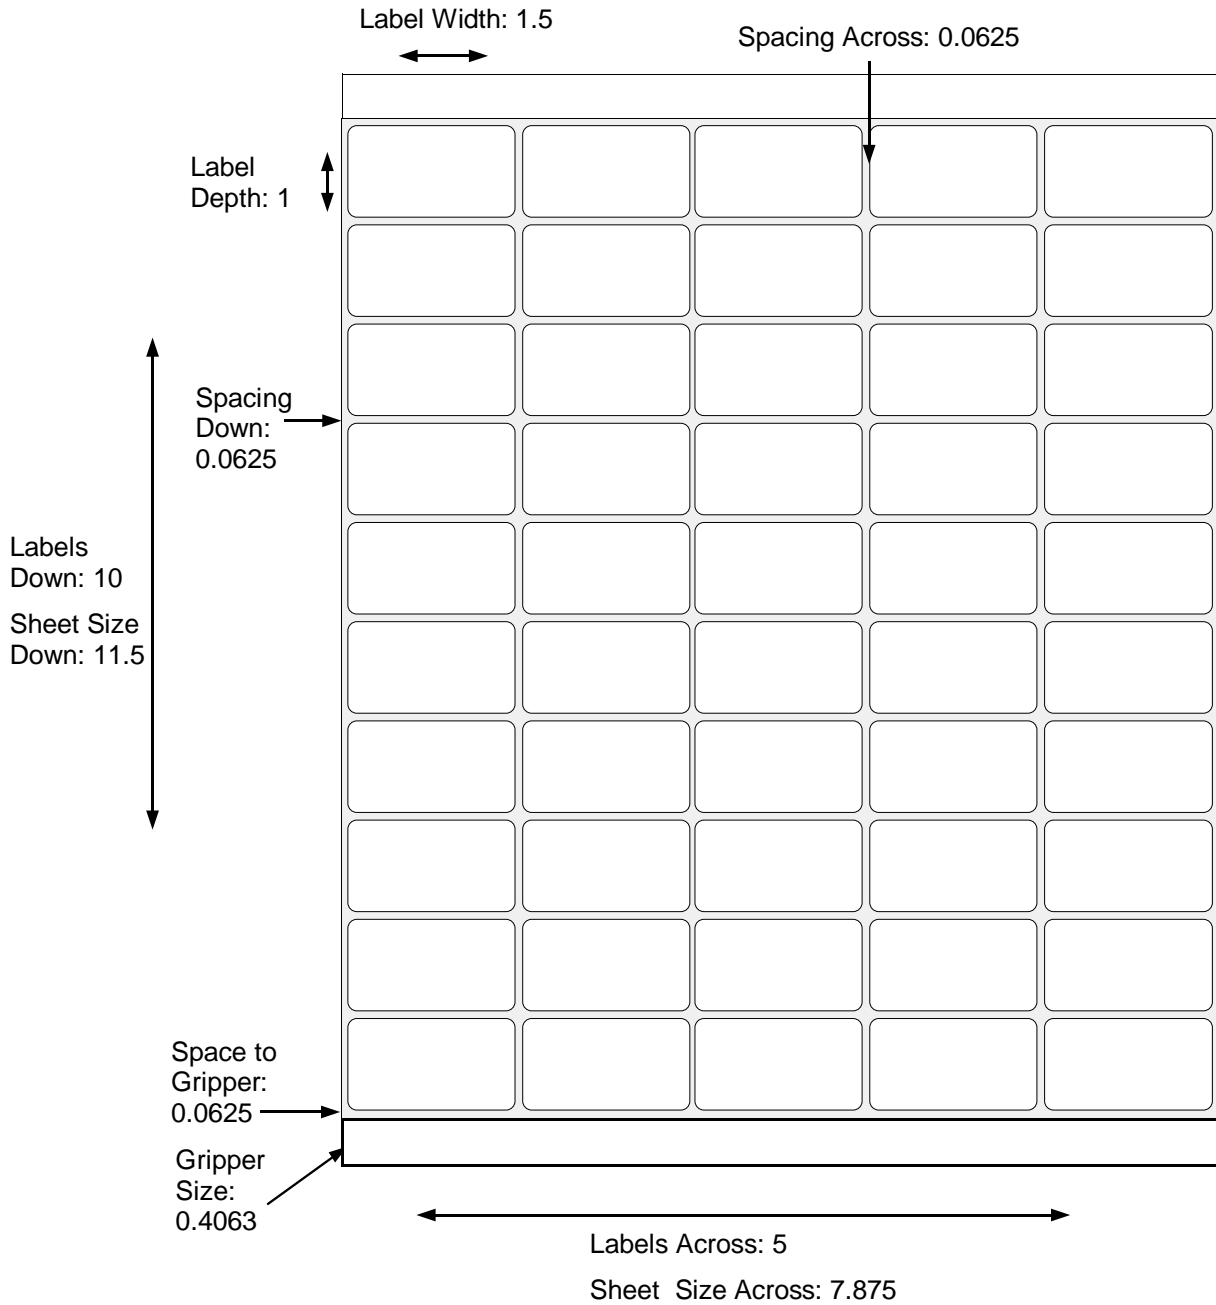 Label Width: 1.5
Spacing Across: 0.0625
Label
Depth: 1
Spacing
Down:
0.0625
Labels
Down: 10
Sheet Size
Down: 11.5
Space to
Gripper:
0.0625
Gripper
Size:
0.4063
Labels Across: 5
Sheet  Size Across: 7.875